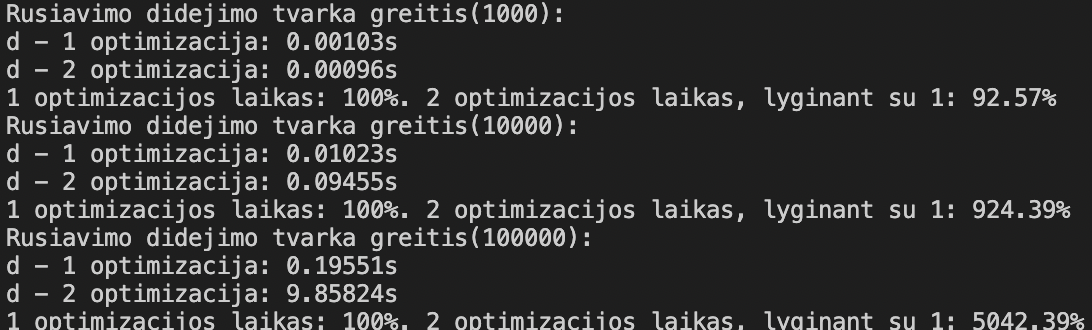 Rusiavimo didejimo tvarka greitis(1000):
d – 1 optimizacija: 0.00103s
d – 2 optimizacija: 0.00096s
1 optimizacijos laikas: 100%. 2 optimizacijos laikas, lyginant su 1: 92.57%
Rusiavimo didejimo tvarka greitis(10000):
d – 1 optimizacija: 0.01023s
d – 2 optimizacija: 0.09455s
1 optimizacijos laikas: 100%. 2 optimizacijos laikas, lyginant su 1: 924.39%
Rusiavimo didejimo tvarka greitis(100000):
d – 1 optimizacija: 0.19551s
d – 2 optimizacija: 9.85824s
1 optimizacijos laikas: 100%. 2 optimizacijos laikas, lyginant su 1: 5042.39%